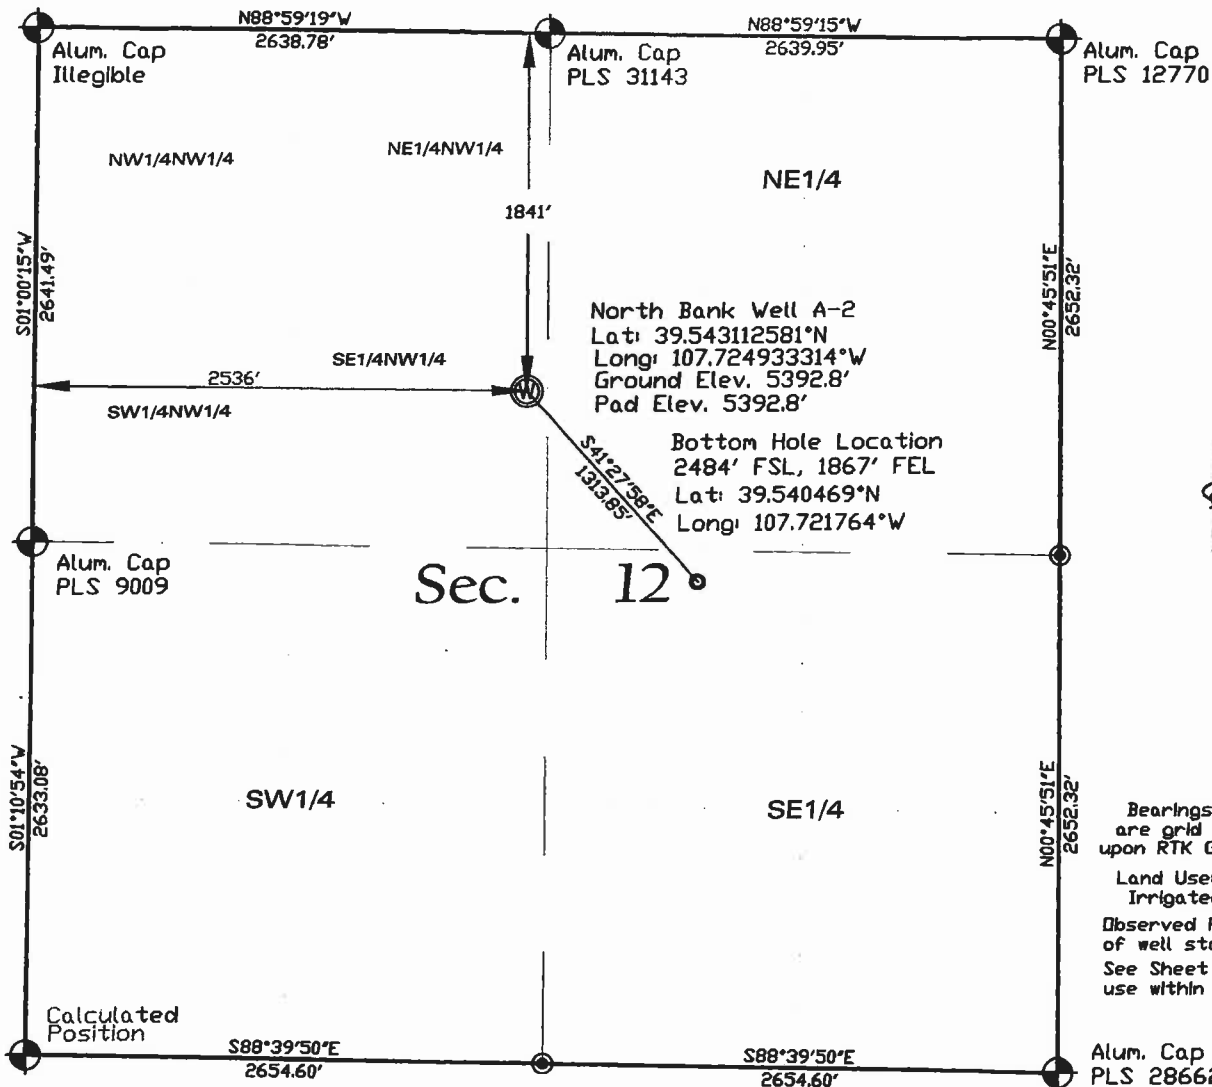 N88°59'19"W
2638.78'
N88°59'15"W
2639.95'
Alum. Cap
Illegible
Alum. Cap
PLS 31143
Alum. Cap
PLS 12770
NW1/4NW1/4
NE1/4NW1/4
NE1/4
1841'
S01°00'15"W
2641.49'
N00°45'51"E
2652.32'
North Bank Well A-2
Lat: 39.543112581°N
Long: 107.724933314°W
Ground Elev. 5392.8'
Pad Elev. 5392.8'
SE1/4NW1/4
2536'
SW1/4NW1/4
W
Bottom Hole Location
2484' FSL, 1867' FEL
Lat: 39.540469°N
Long: 107.721764°W
S41°27'58"E
1313.85'
Alum. Cap
PLS 9009
Sec. 12
S01°10'54"W
2633.08'
SW1/4
SE1/4
N00°45'51"E
2652.32'
Bearings
are grid
upon RTK G
Land Use
Irrigated
Observed
of well sta
See Sheet
use within
Calculated
Position
S88°39'50"E
2654.60'
S88°39'50"E
2654.60'
Alum. Cap
PLS 28662